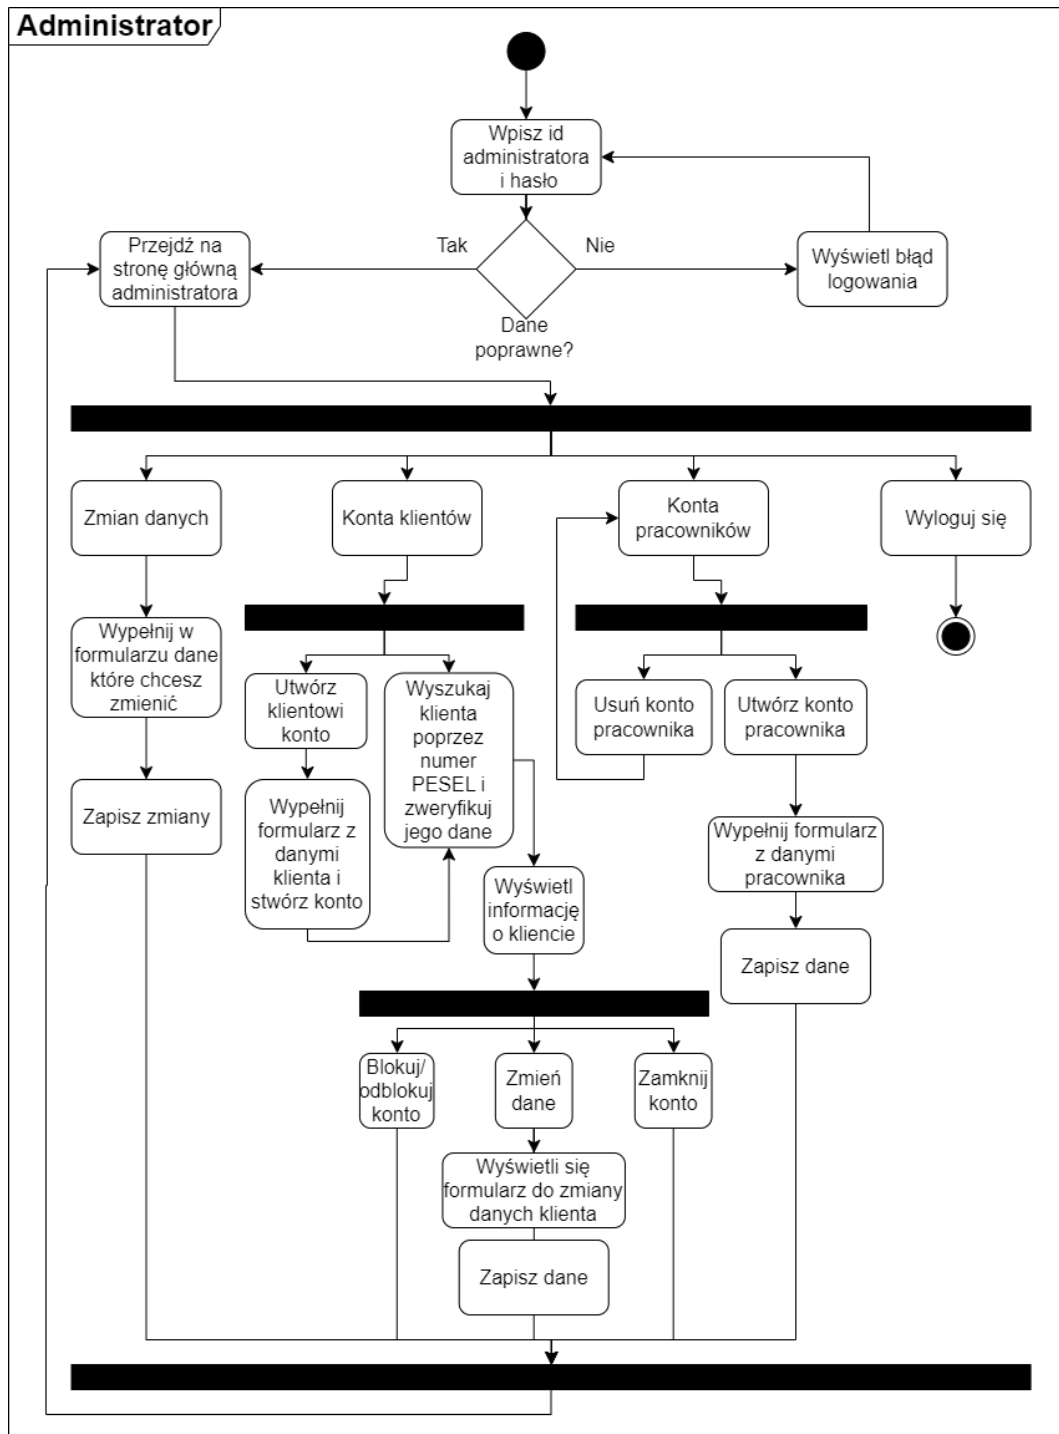 Administrator
Wpisz id
administratora
i hasło
Tak
Nie
Przejdź na
stronę główną
administratora
Wyświetl błąd
logowania
Dane
poprawne?
Zmian danych
Konta klientów
Konta
pracowników
Wyloguj się
Wypełnij w
formularzu dane
które chcesz
zmienić
Utwórz
klientowi
konto
Wyszukaj
klienta
poprzez
numer
PESEL i
zweryfikuj
jego dane
Usuń konto
pracownika
Utwórz konto
pracownika
Zapisz zmiany
Wypełnij
formularz z
danymi
klienta i
stwórz konto
Wypełnij formularz
z danymi
pracownika
Wyświetl
informację
o kliencie
Zapisz dane
Blokuj/
odblokuj
konto
Zmień
dane
Zamknij
konto
Wyświetli się
formularz do zmiany
danych klienta
Zapisz dane